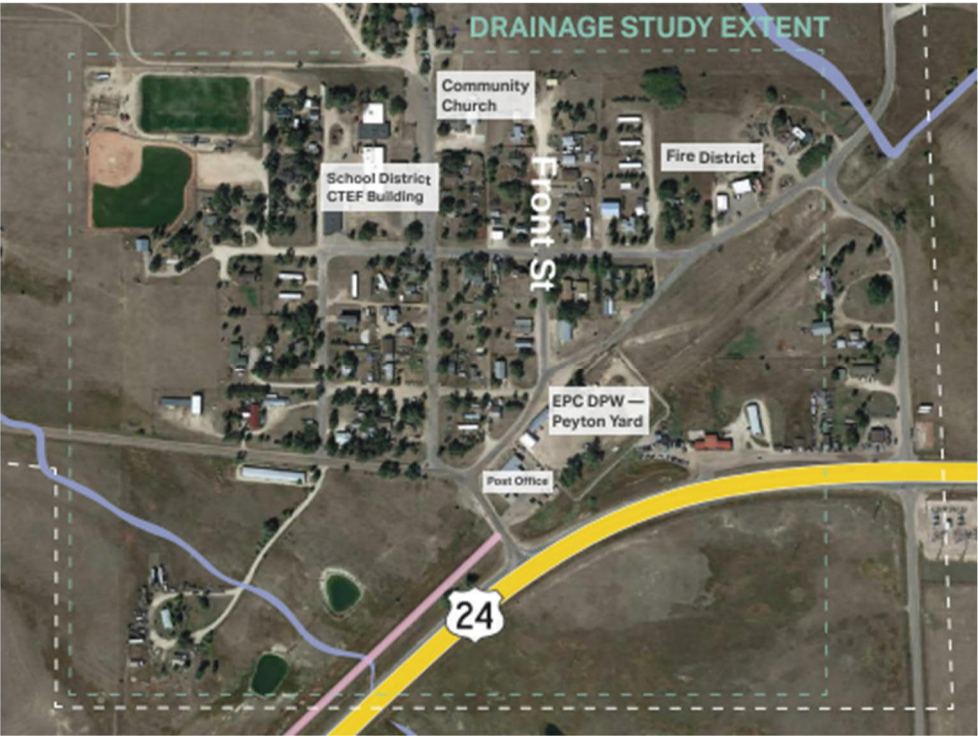 DRAINAGE STUDY EXTENT
Community
Church
Fire District
School District
CTEF Building
Front St
EPC DPW —
Peyton Yard
Post Office
24